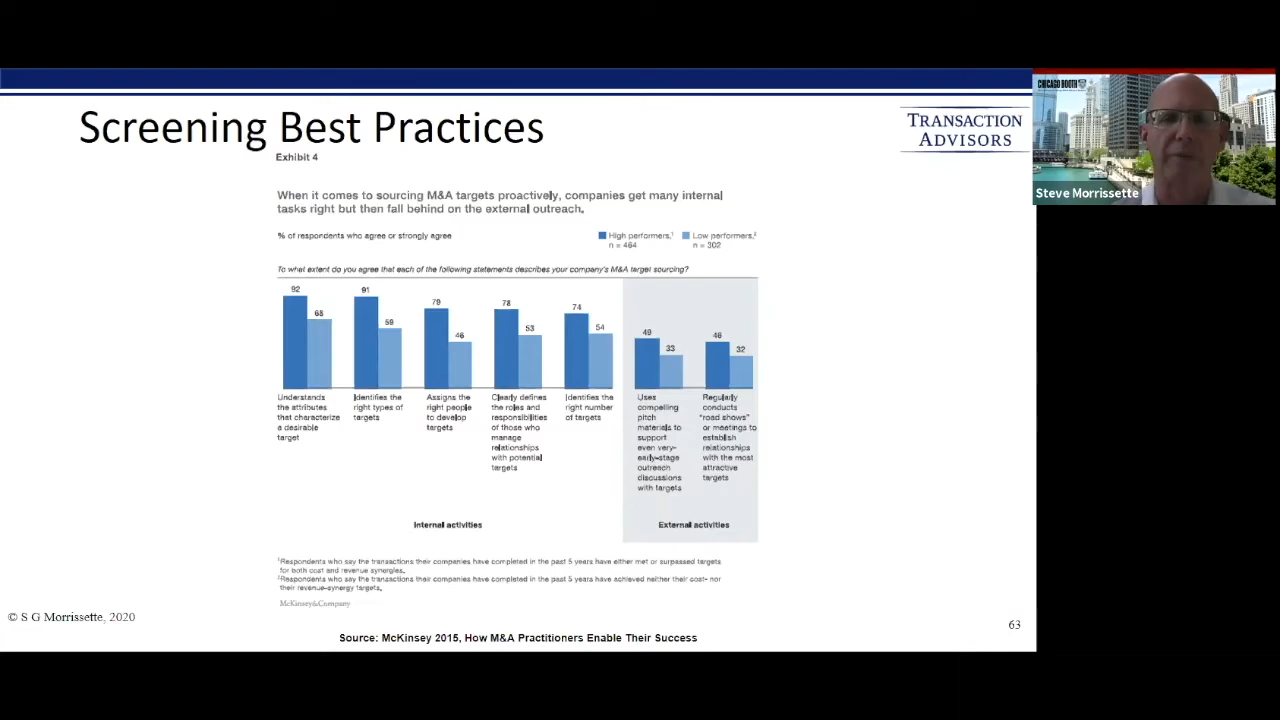 Screening Best Practices
TRANSACTION
ADVISORS
CHICAGO BOOTH
Steve Morrissette
Exhibit 4
When it comes to sourcing M&A targets proactively, companies get many internal
tasks right but then fall behind on the external outreach.
% of respondents who agree or strongly agree
High performers,¹
n = 464
Low performers,²
n = 302
To what extent do you agree that each of the following statements describes your company's M&A target sourcing?
92
68
91
59
79
46
78
53
74
54
49
33
46
32
Understands
the attributes
that characterize
a desirable
target
Identifies the
right types of
targets
Assigns the
right people
to develop
targets
Clearly defines
the roles and
responsibilities
of those who
manage
relationships
with potential
targets
Identifies the
right number
of targets
Uses
compelling
pitch
materials to
support
even very-
early-stage
outreach
discussions
with targets
Regularly
conducts
"road shows"
or meetings to
establish
relationships
with the most
attractive
targets
Internal activities
External activities
¹Respondents who say the transactions their companies have completed in the past 5 years have either met or surpassed targets
for both cost and revenue synergies.
²Respondents who say the transactions their companies have completed in the past 5 years have achieved neither their cost- nor
their revenue-synergy targets.
McKinsey&Company
© S G Morrissette, 2020
63
Source: McKinsey 2015, How M&A Practitioners Enable Their Success